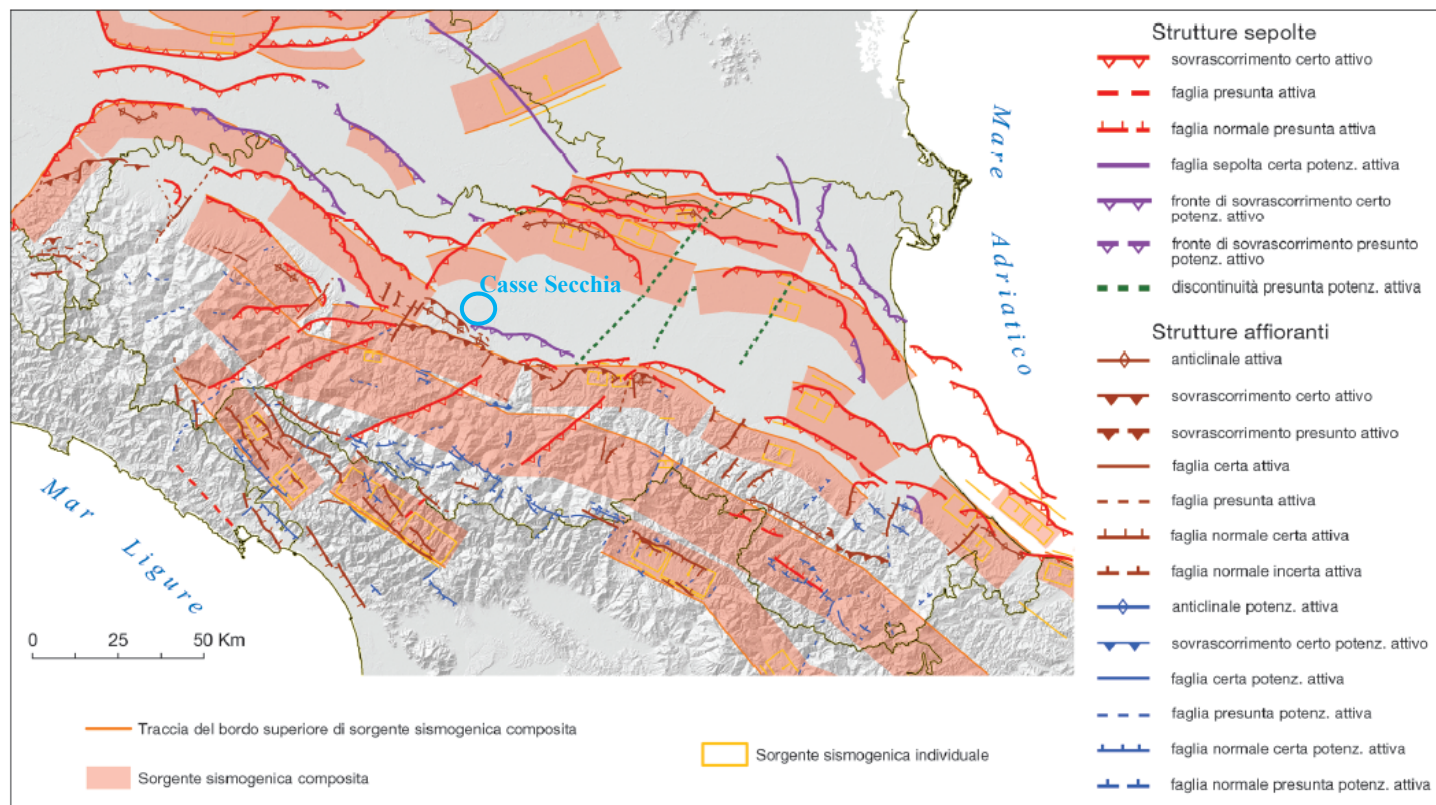 Casse Secchia
Mare Adriatico
Mar Ligure
0 25 50 Km
Traccia del bordo superiore di sorgente sismogenica composita
Sorgente sismogenica composita
Sorgente sismogenica individuale
Strutture sepolte
sovrascorrimento certo attivo
faglia presunta attiva
faglia normale presunta attiva
faglia sepolta certa potenz. attiva
fronte di sovrascorrimento certo
potenz. attivo
fronte di sovrascorrimento presunto
potenz. attivo
discontinuità presunta potenz. attiva
Strutture affioranti
anticlinale attiva
sovrascorrimento certo attivo
sovrascorrimento presunto attivo
faglia certa attiva
faglia presunta attiva
faglia normale certa attiva
faglia normale incerta attiva
anticlinale potenz. attiva
sovrascorrimento certo potenz. attivo
faglia certa potenz. attiva
faglia presunta potenz. attiva
faglia normale certa potenz. attiva
faglia normale presunta potenz. attiva